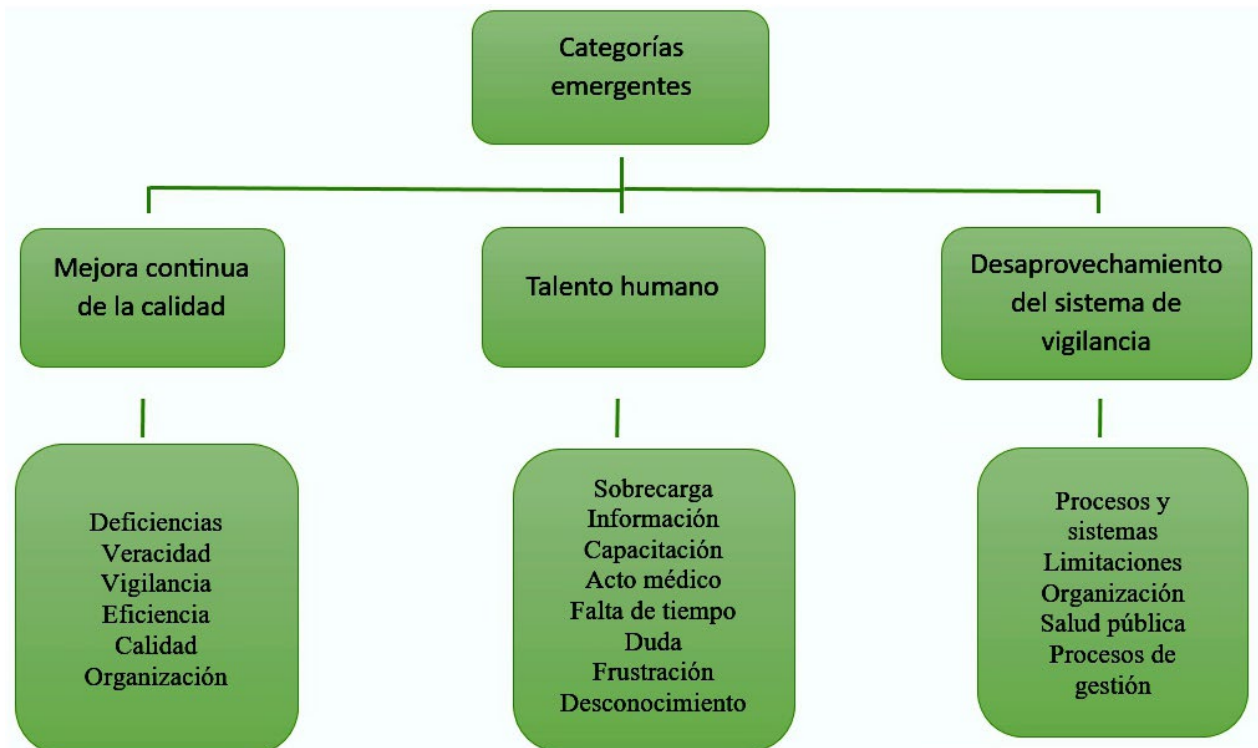 Categorías
emergentes
Mejora continua
de la calidad
Talento humano
Desaprovechamiento
del sistema de
vigilancia
Deficiencias
Veracidad
Vigilancia
Eficiencia
Calidad
Organización
Sobrecarga
Información
Capacitación
Acto médico
Falta de tiempo
Duda
Frustración
Desconocimiento
Procesos y
sistemas
Limitaciones
Organización
Salud pública
Procesos de
gestión